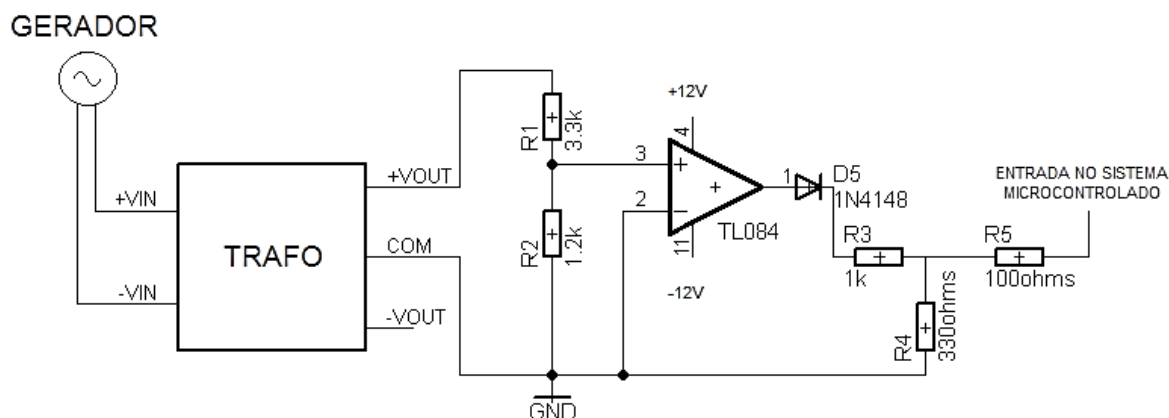 GERADOR
+VIN
-VIN
TRAFO
+VOUT
COM
-VOUT
R1
3.3k
R2
1.2k
GND
+12V
4
3
2
+
−
+
TL084
11
-12V
1
D5
1N4148
R3
1k
R4
330ohms
R5
100ohms
ENTRADA NO SISTEMA
MICROCONTROLADO